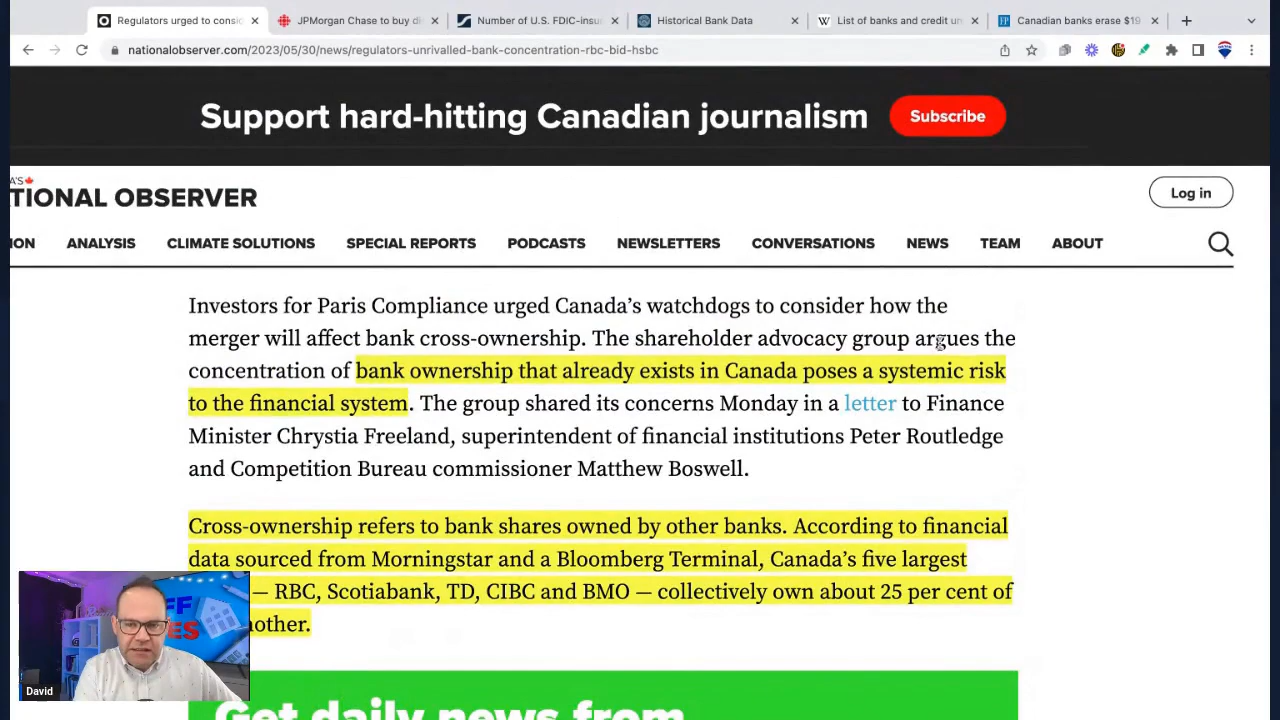 Regulators urged to consid
JPMorgan Chase to buy di
Number of U.S. FDIC-insu
Historical Bank Data
List of banks and credit un
Canadian banks erase $19
nationalobserver.com/2023/05/30/news/regulators-unrivalled-bank-concentration-rbc-bid-hsbc
Support hard-hitting Canadian journalism
Subscribe
A'S
TIONAL OBSERVER
Log in
ON ANALYSIS CLIMATE SOLUTIONS SPECIAL REPORTS PODCASTS NEWSLETTERS CONVERSATIONS NEWS TEAM ABOUT
Investors for Paris Compliance urged Canada’s watchdogs to consider how the
merger will affect bank cross-ownership. The shareholder advocacy group argues the
concentration of bank ownership that already exists in Canada poses a systemic risk
to the financial system. The group shared its concerns Monday in a letter to Finance
Minister Chrystia Freeland, superintendent of financial institutions Peter Routledge
and Competition Bureau commissioner Matthew Boswell.
Cross-ownership refers to bank shares owned by other banks. According to financial
data sourced from Morningstar and a Bloomberg Terminal, Canada’s five largest
— RBC, Scotiabank, TD, CIBC and BMO — collectively own about 25 per cent of
nother.
David
Get daily news from